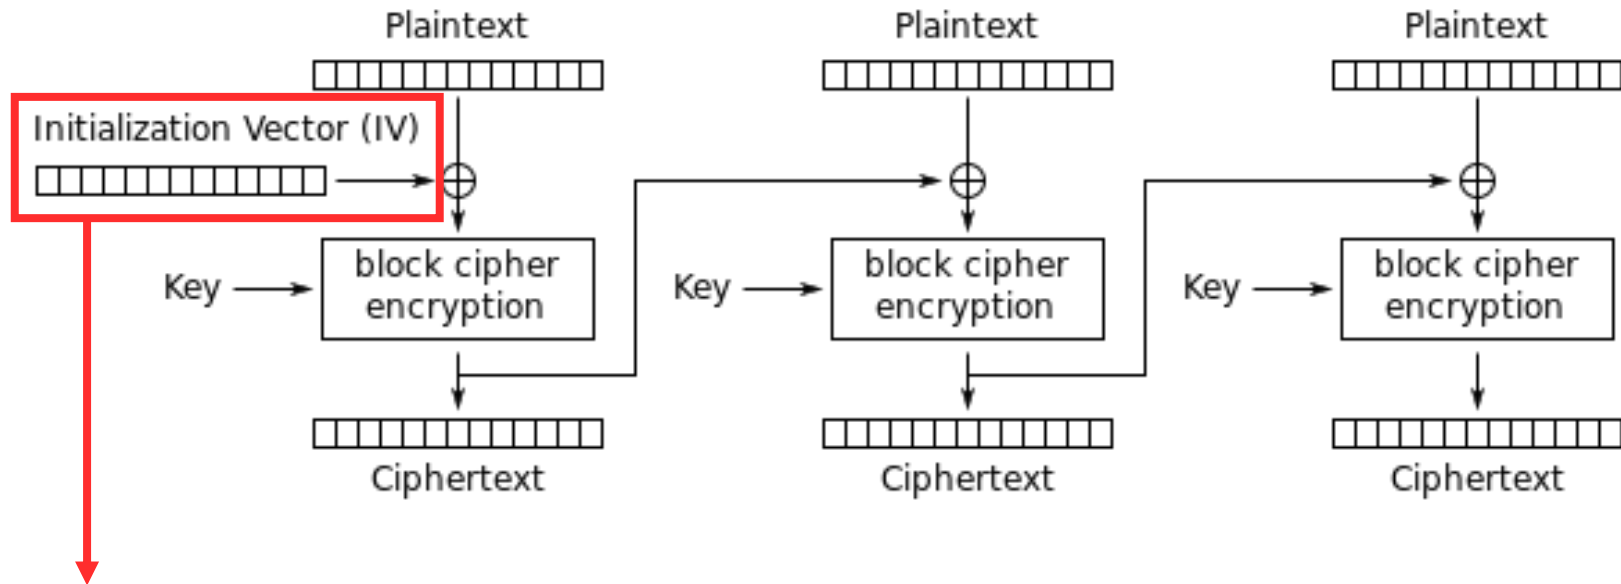 Plaintext
Plaintext
Plaintext
Initialization Vector (IV)
Key
block cipher
encryption
Key
block cipher
encryption
Key
block cipher
encryption
Ciphertext
Ciphertext
Ciphertext